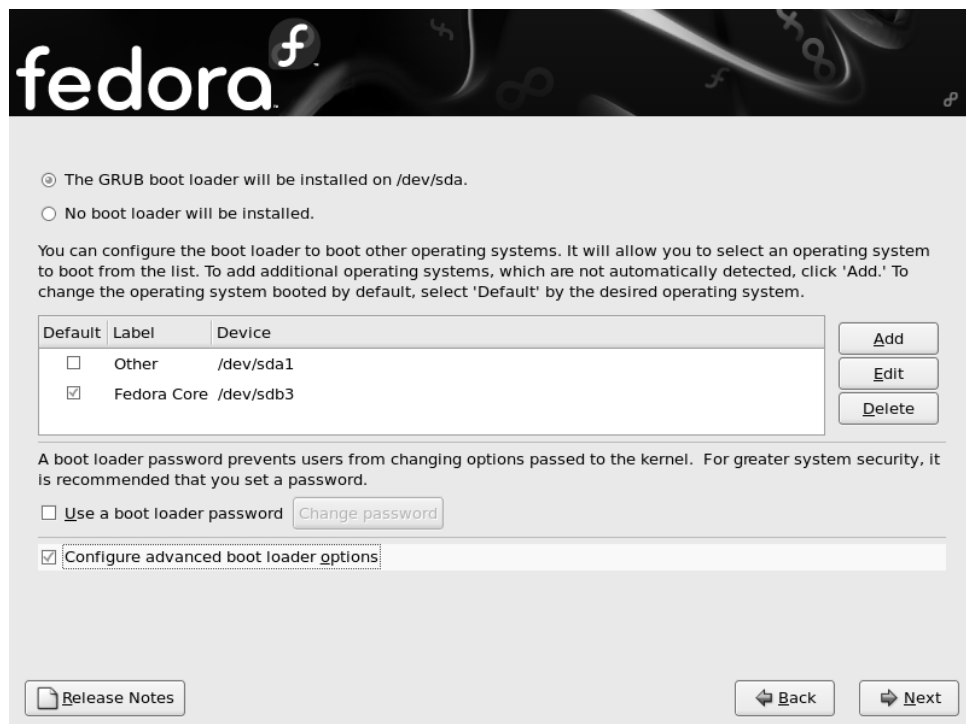 fedora
The GRUB boot loader will be installed on /dev/sda.
No boot loader will be installed.
You can configure the boot loader to boot other operating systems. It will allow you to select an operating system
to boot from the list. To add additional operating systems, which are not automatically detected, click 'Add.' To
change the operating system booted by default, select 'Default' by the desired operating system.
Default Label Device
Other /dev/sda1
Fedora Core /dev/sdb3
Add
Edit
Delete
A boot loader password prevents users from changing options passed to the kernel.  For greater system security, it
is recommended that you set a password.
Use a boot loader password Change password
Configure advanced boot loader options
Release Notes Back Next